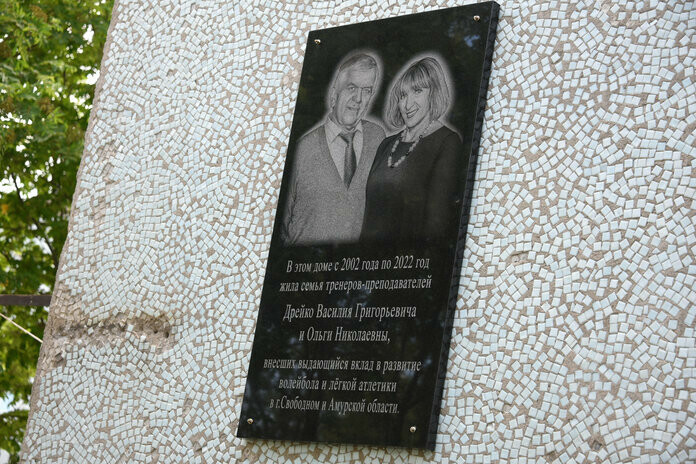 В этом доме с 2002 года по 2022 год
жила семья тренеров-преподавателей
Дрейко Василия Григорьевича
и Ольги Николаевны,
внесших выдающийся вклад в развитие
волейбола и лёгкой атлетики
в г.Свободном и Амурской области.